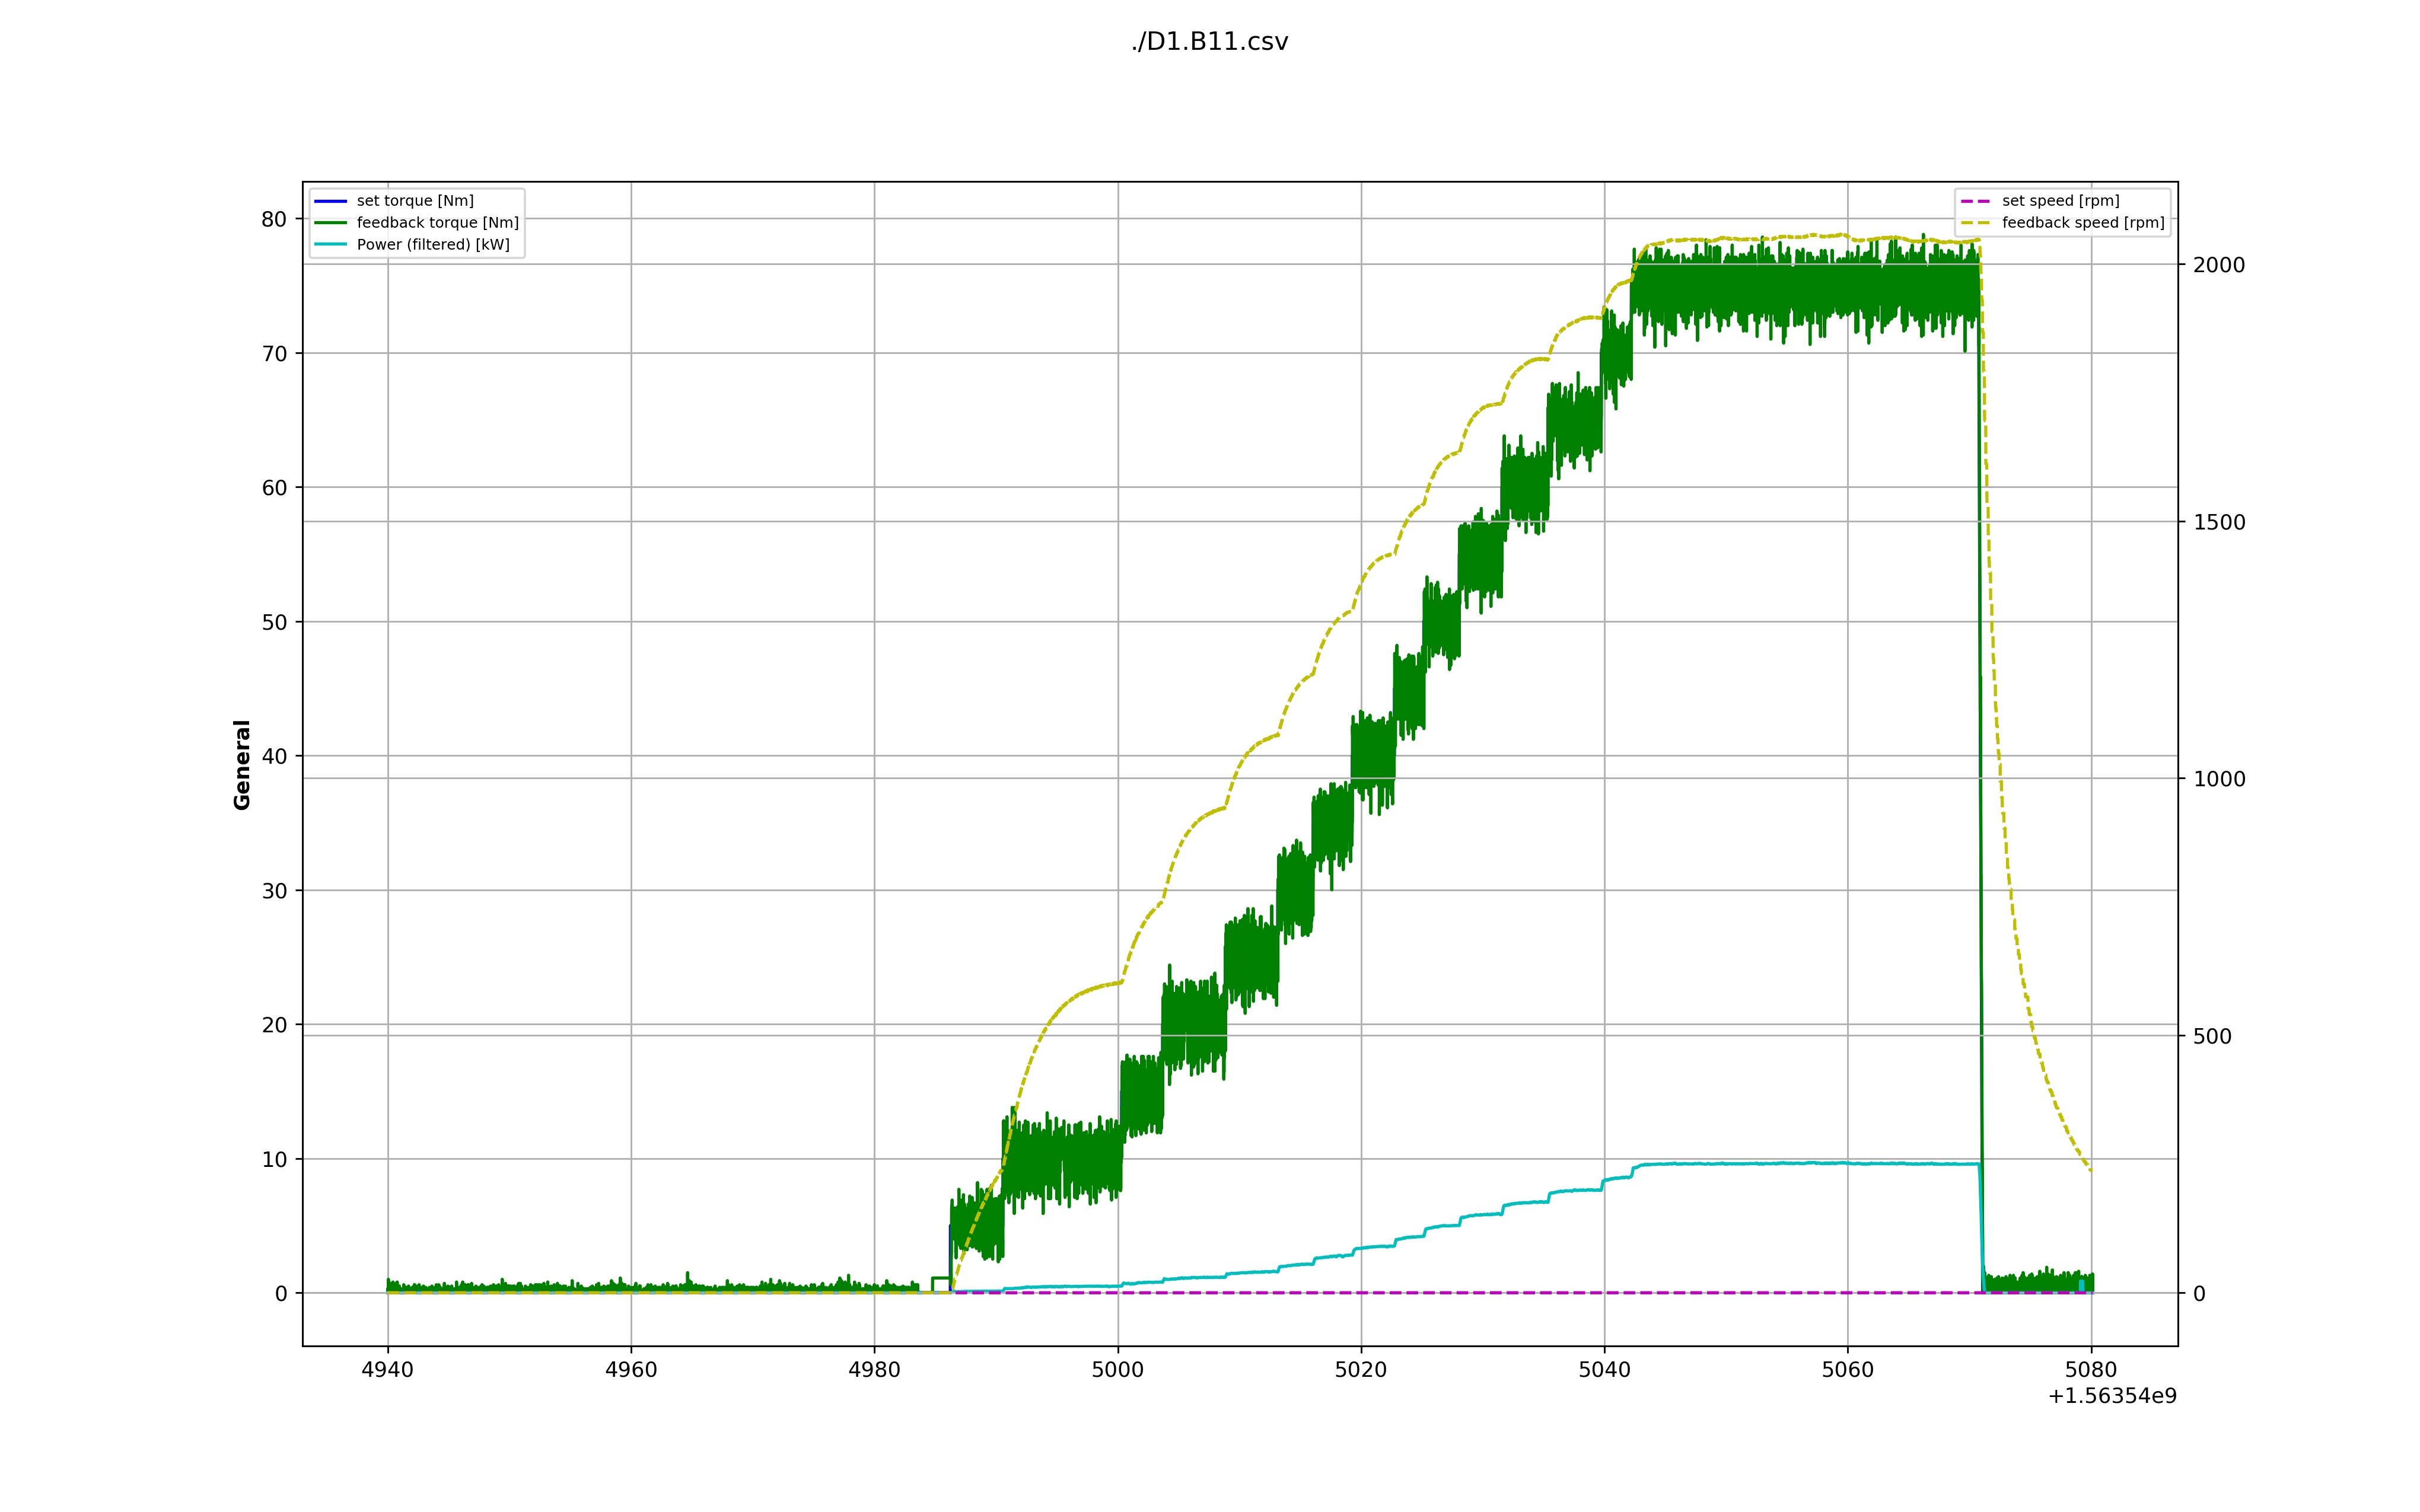 ./D1.B11.csv
set torque [Nm]
feedback torque [Nm]
Power (filtered) [kW]
set speed [rpm]
feedback speed [rpm]
80
70
60
50
40
30
20
10
0
General
2000
1500
1000
500
0
4940 4960 4980 5000 5020 5040 5060 5080
+1.56354e9